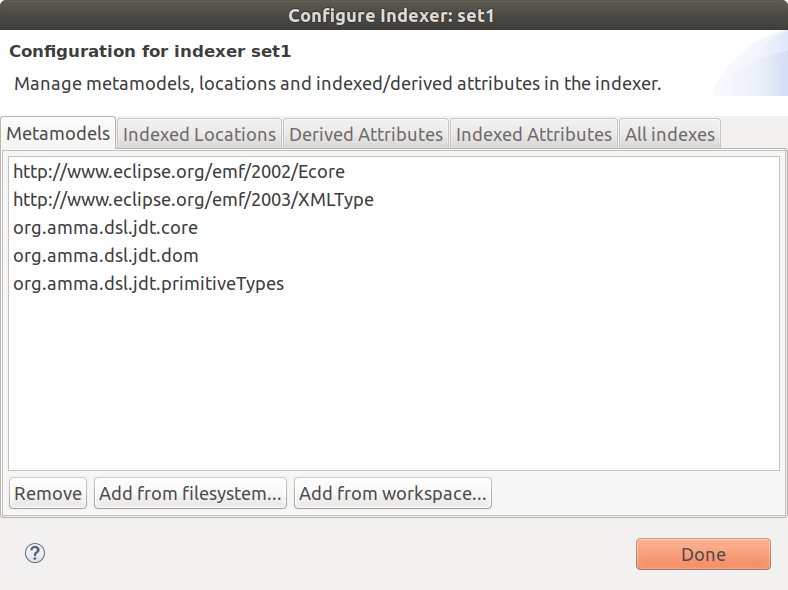 Configure Indexer: set1
Configuration for indexer set1
Manage metamodels, locations and indexed/derived attributes in the indexer.
Metamodels Indexed Locations Derived Attributes Indexed Attributes All indexes
http://www.eclipse.org/emf/2002/Ecore
http://www.eclipse.org/emf/2003/XMLType
org.amma.dsl.jdt.core
org.amma.dsl.jdt.dom
org.amma.dsl.jdt.primitiveTypes
Remove Add from filesystem... Add from workspace...
? Done